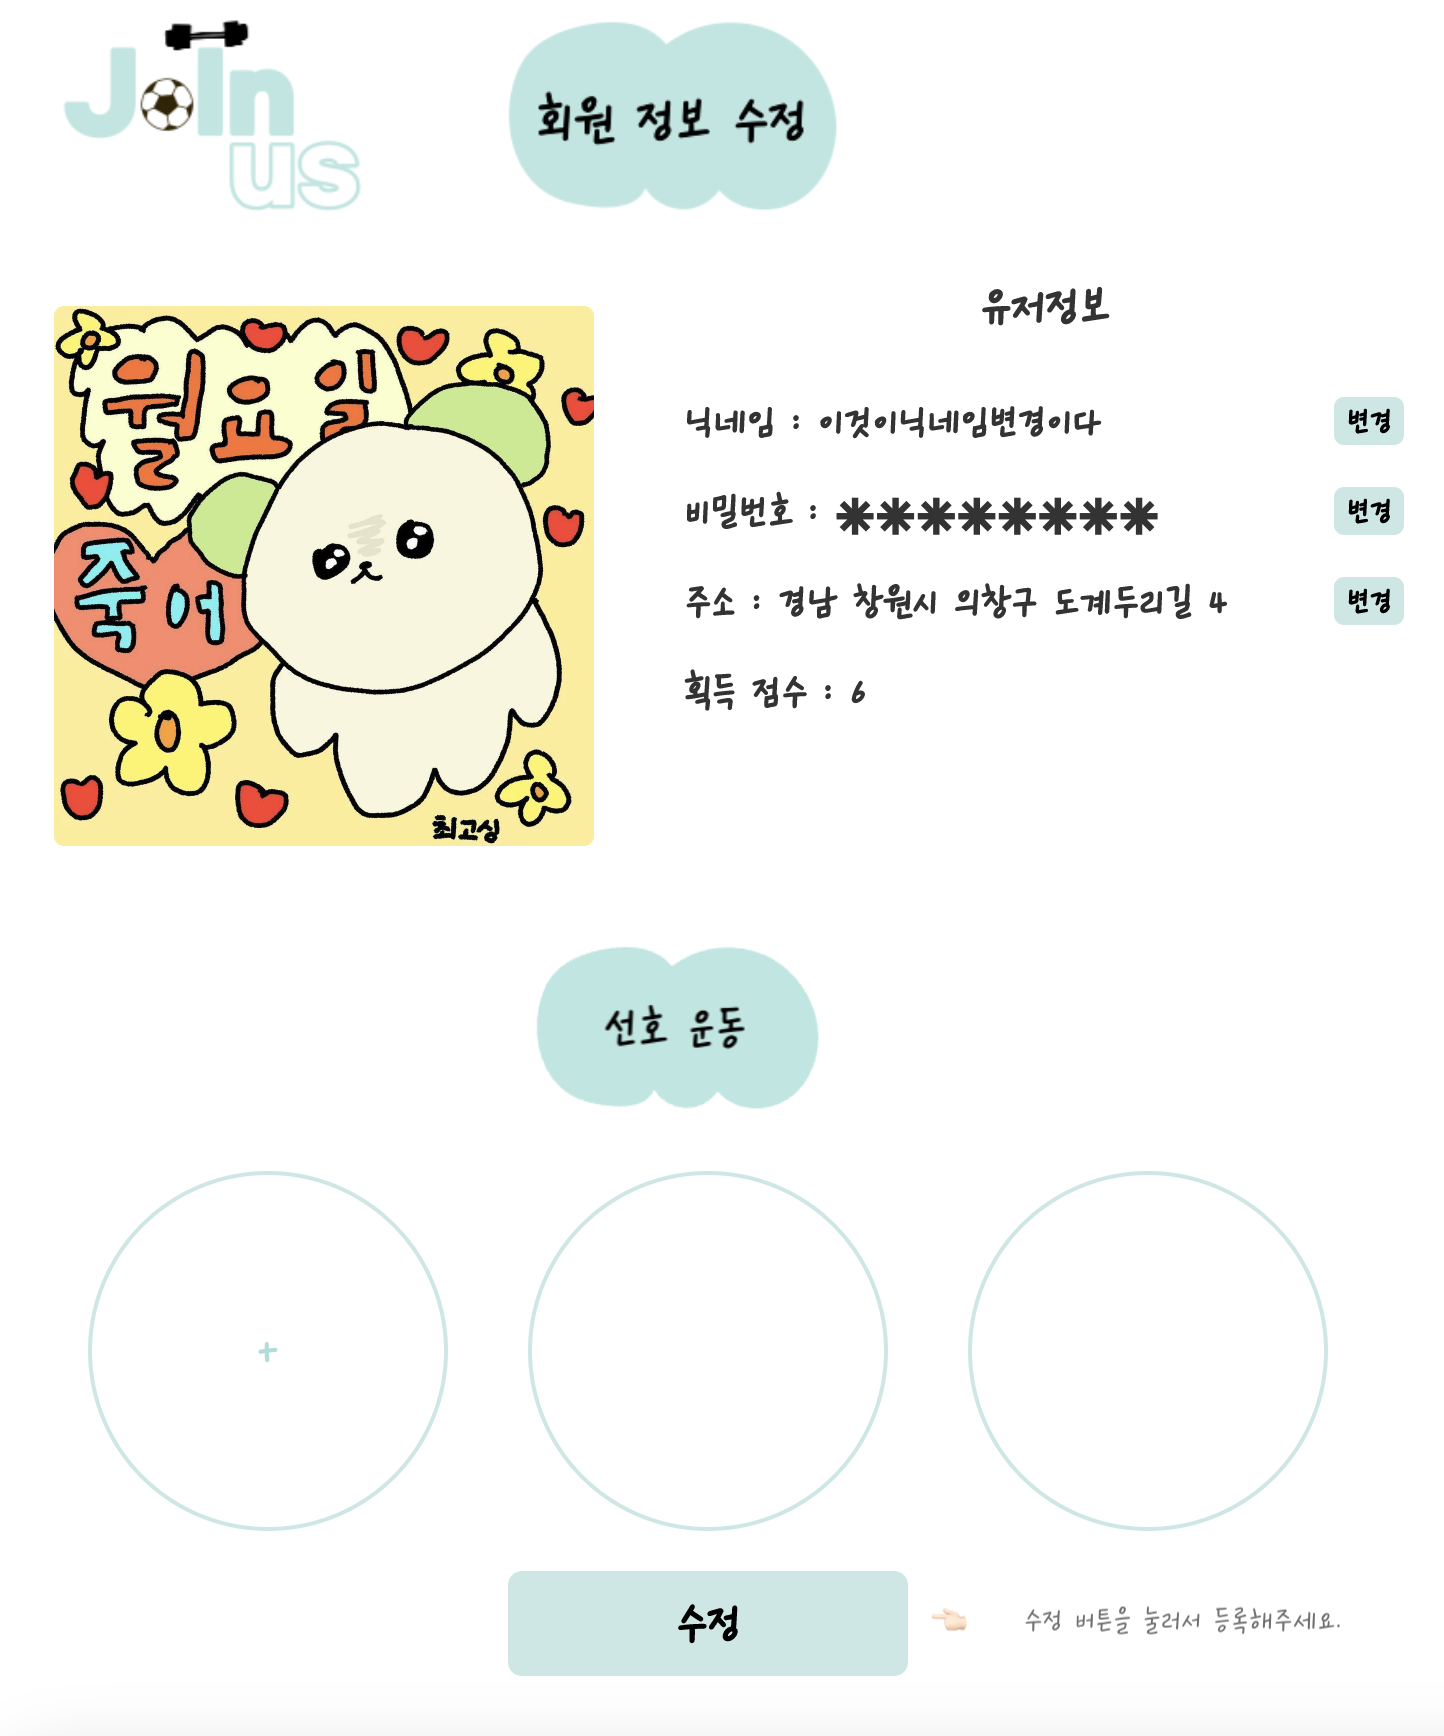 JoIn
us
회원 정보 수정
월요일
죽어
최고심
유저정보
닉네임 : 이것이닉네임변경이다
변경
비밀번호 : ********
변경
주소 : 경남 창원시 의창구 도계두리길 4
변경
획득 점수 : 6
선호 운동
+
수정
수정 버튼을 눌러서 등록해주세요.